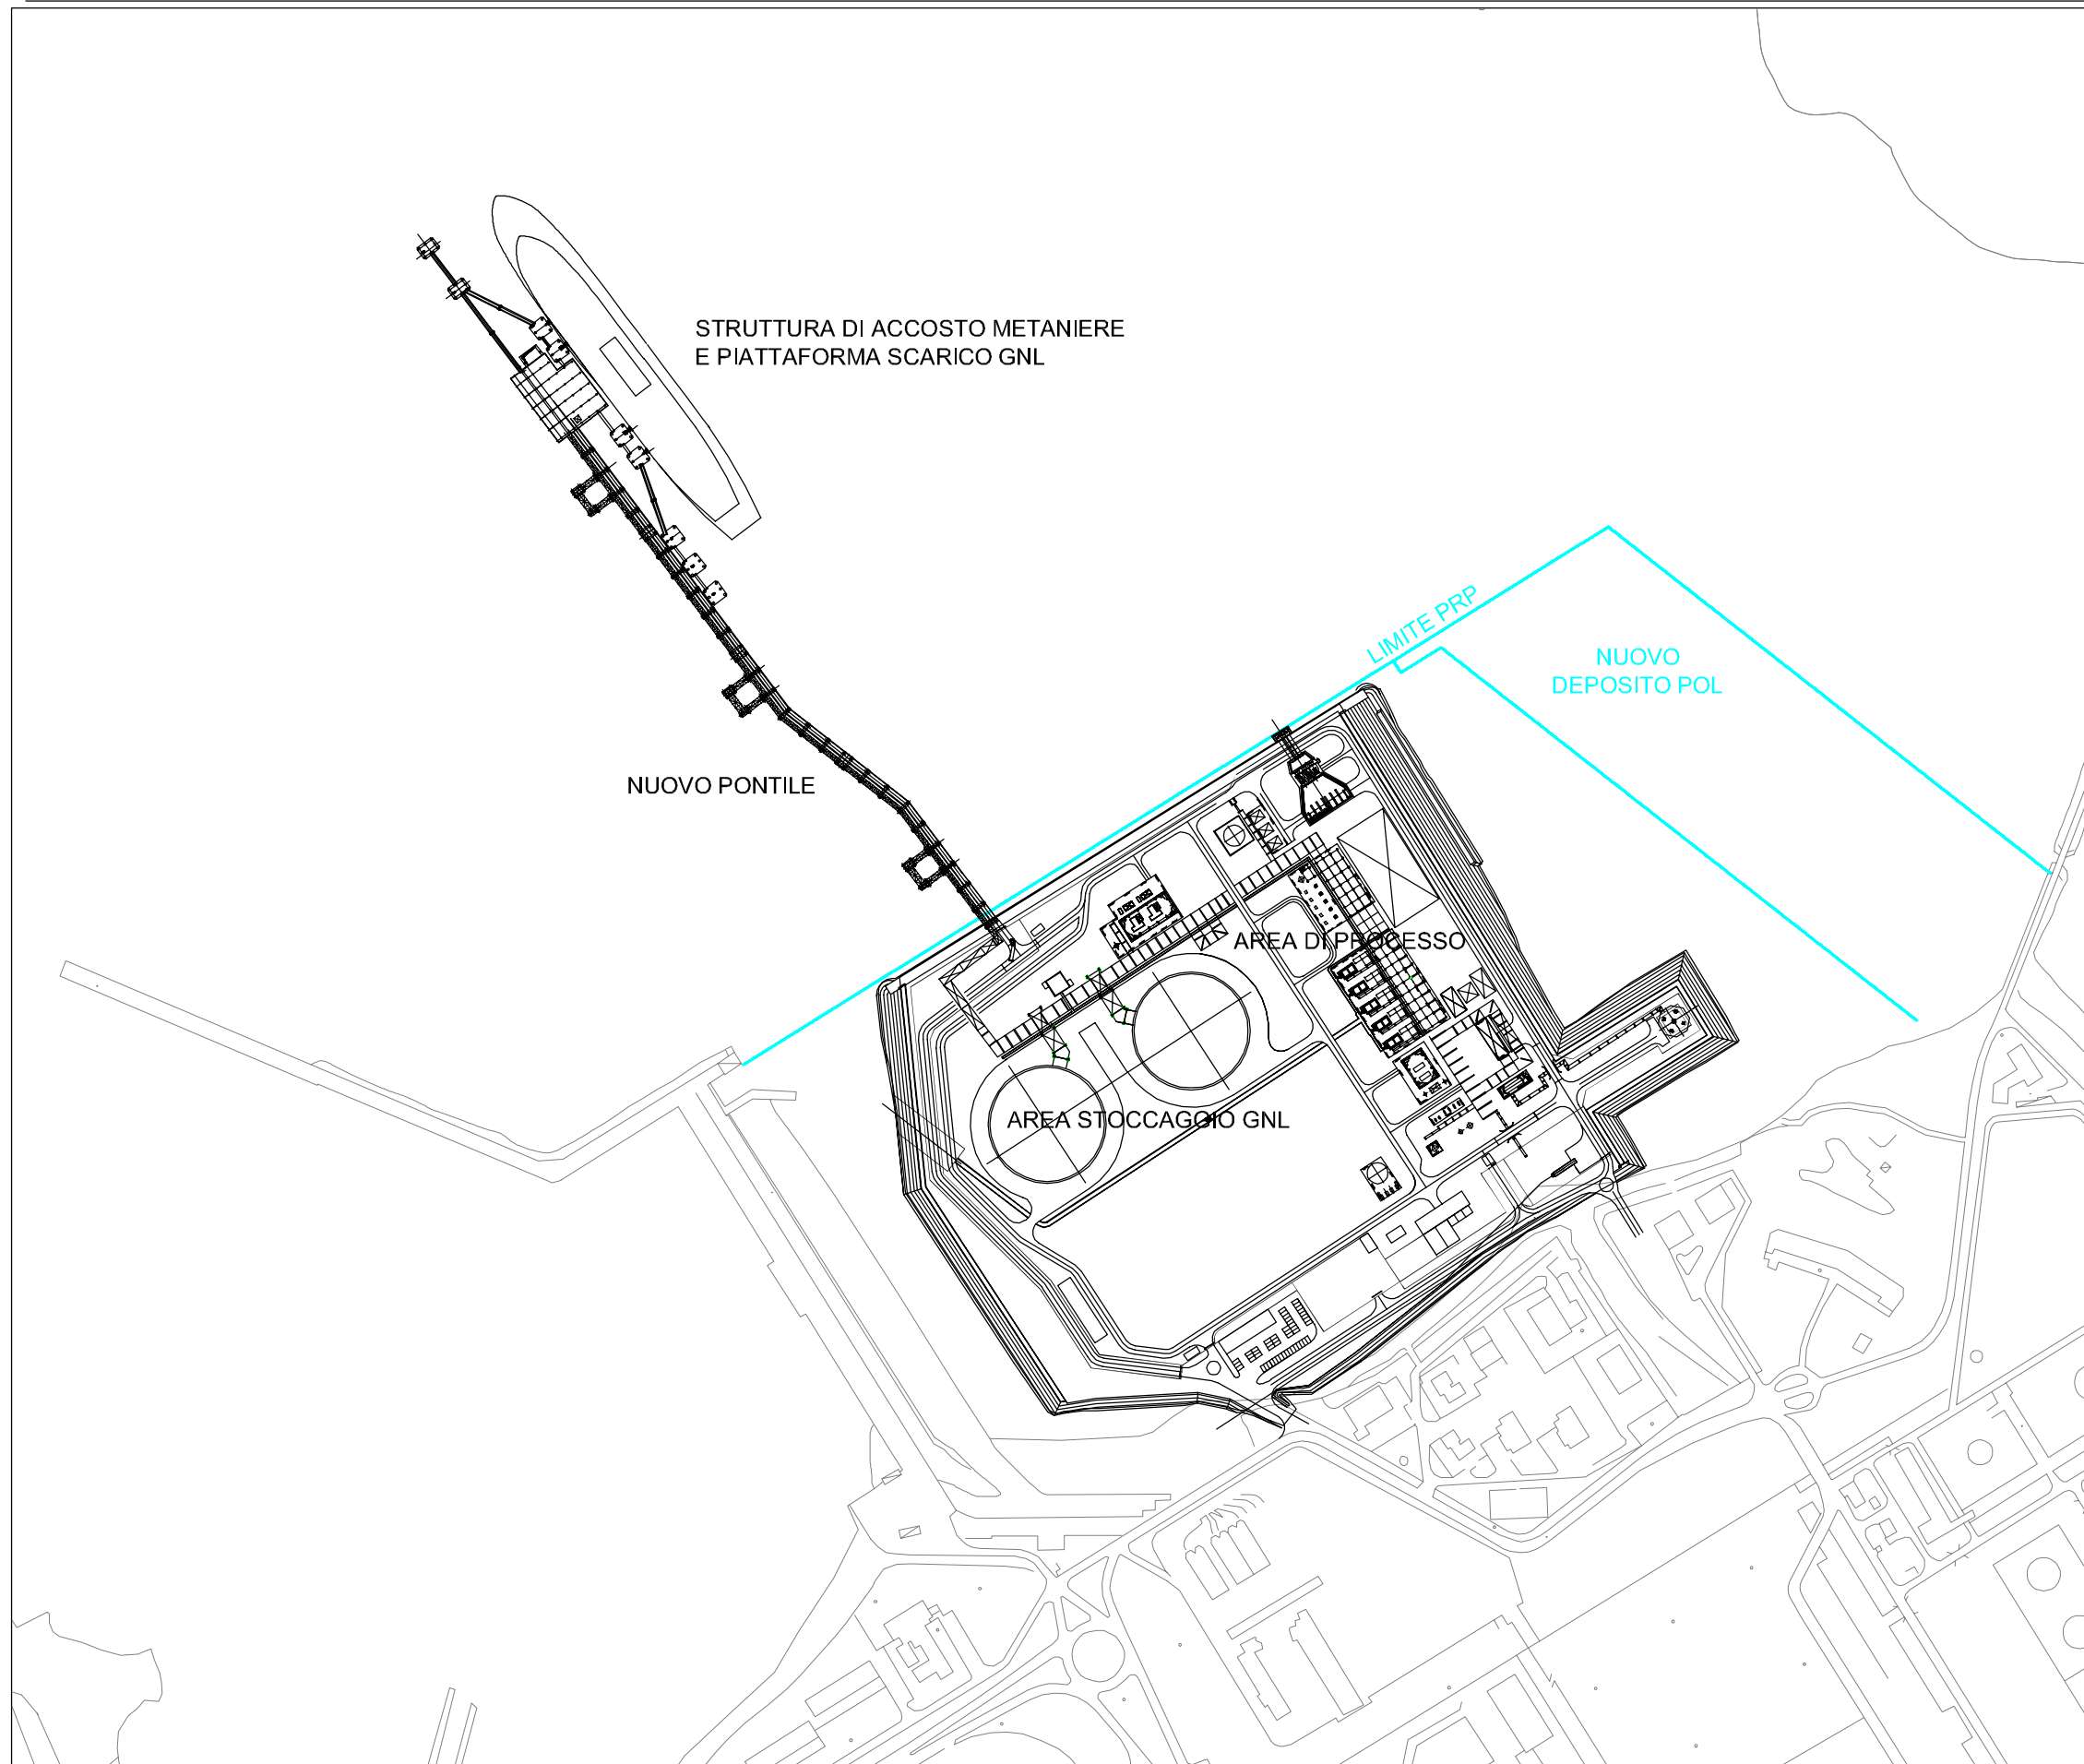 STRUTTURA DI ACCOSTO METANIERE
E PIATTAFORMA SCARICO GNL
LIMITE PRP
NUOVO
DEPOSITO POL
NUOVO PONTILE
AREA DI PROCESSO
AREA STOCCAGGIO GNL